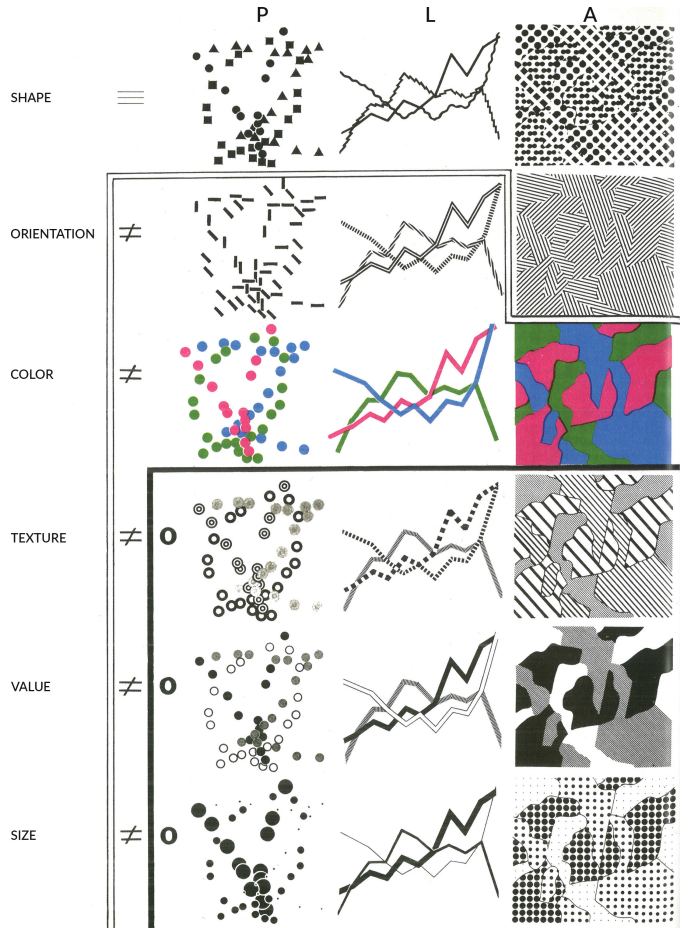 P L A
SHAPE ≡
ORIENTATION ≠
COLOR ≠
TEXTURE ≠ O
VALUE ≠ O
SIZE ≠ O